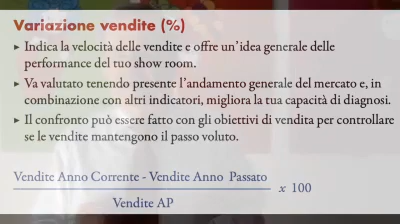 Variazione vendite (%)
▸ Indica la velocità delle vendite e offre un'idea generale delle
performance del tuo show room.
▸ Va valutato tenendo presente l'andamento generale del mercato e, in
combinazione con altri indicatori, migliora la tua capacità di diagnosi.
▸ Il confronto può essere fatto con gli obiettivi di vendita per controllare
se le vendite mantengono il passo voluto.
Vendite Anno Corrente - Vendite Anno Passato
x 100
Vendite AP